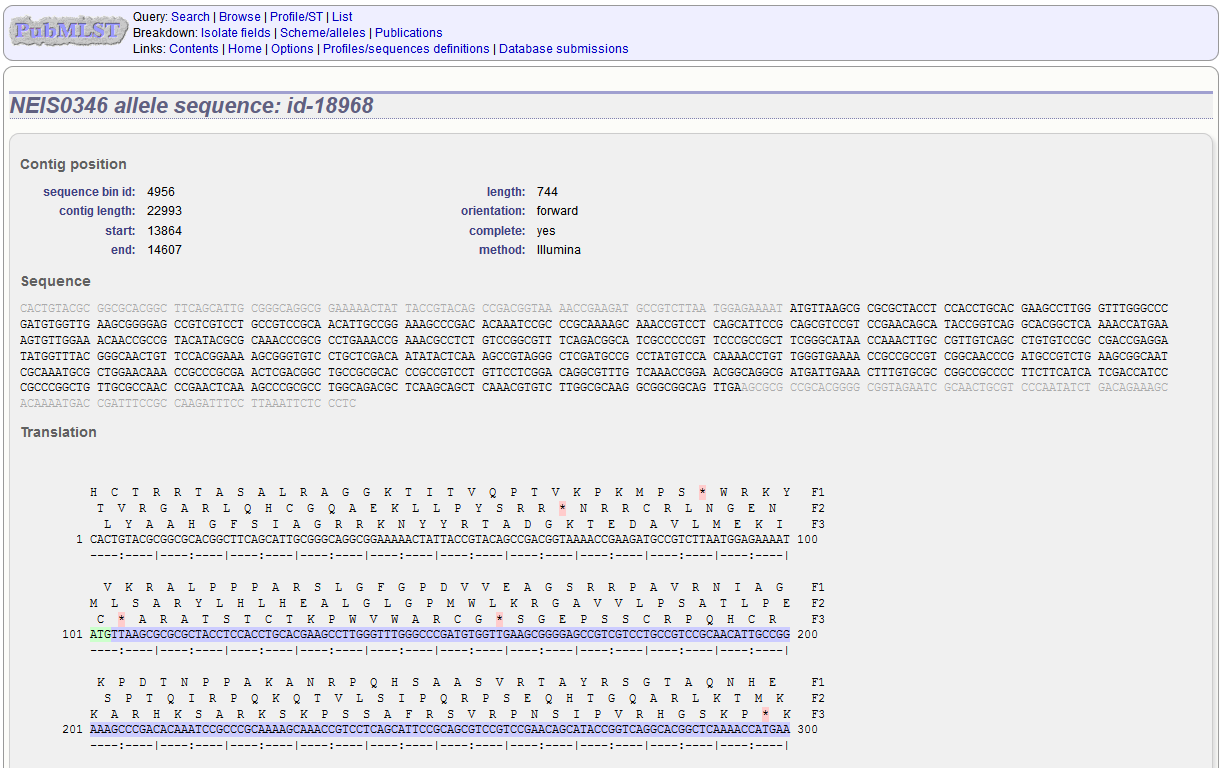 PubMLST
Query: Search | Browse | Profile/ST | List
Breakdown: Isolate fields | Scheme/alleles | Publications
Links: Contents | Home | Options | Profiles/sequences definitions | Database submissions
NEIS0346 allele sequence: id-18968
Contig position
sequence bin id: 4956 length: 744
contig length: 22993 orientation: forward
start: 13864 complete: yes
end: 14607 method: Illumina
Sequence
CACTGTACGC GGCGCACGGC TTCAGCATTG CGGGCAGGCG GAAAAACTAT TACCGTACAG CCGACGGTAA AACCGAAGAT GCCGTCTTAA TGGAGAAAAT ATGTTAAGCG CGCGCTACCT CCACCTGCAC GAAGCCTTGG GTTTGGGCCC
GATGTGGTTG AAGCGGGGAG CCGTCGTCCT GCCGTCCGCA ACATTGCCGG AAAGCCCGAC ACAAATCCGC CCGCAAAAGC AAACCGTCCT CAGCATTCCG CAGCGTCCGT CCGAACAGCA TACCGGTCAG GCACGGCTCA AAACCATGAA
AGTGTTGGAA ACAACCGCCG TACATACGCG CAAACCCGCG CCTGAAACCG AAACGCCTCT GTCCGGCGTT TCAGACGGCA TCGCCCCCGT TCCCGCCGCT TCGGGCATAA CCAAACTTGC CGTTGTCAGC CTGTGTCCGC CGACCGAGGA
TATGGTTTAC GGGCAACTGT TCCACGGAAA AGCGGGTGTC CCTGCTCGACA AATATACTCAA AGCCGTAGGG CTCGATGCCG CCTATGTCCA CAAAACCTGT TGGGTGAAAA CCGCCGCCGT CGGCAACCCG ATGCCGTCTG AAGCGGCAAT
CGCAAATGCG CTGGAACAAA CCGCCCGCGA ACTCGACGGC TGCCGCGCAC CCGCCGTCCT GTTCCTCGGA CAGGCGTTTG TCAAACCGGA ACGGCAGGCG ATGATTGAAA CTTTGTGCGC CGGCCGCCCC TTCTTCATCA TCGACCATCC
CGCCCGGCTG TTGCGCCAAC CCGAACTCAA AGCCCGCGCC TGGCAGACGC TCAAGCAGCT CAAACGTGTC TTGGCGCAAG GCGGCGGCAG TTGAAGCGCG CCGCACGGGG CGGTAGAATC GCAACTGCGT CCCAATATCT GACAGAAAGC
ACAAAATGAC CGATTTCCGC CAAGATTTCC TTAAATTCTC CCTC
Translation
H C T R R T A S A L R A G G K T I T V Q P T V K P K M P S * W R K Y F1
T V R G A R L Q H C G Q A E K L L P Y S R R * N R R C R L N G E N F2
L Y A A H G F S I A G R R K N Y Y R T A D G K T E D A V L M E K I F3
1 CACTGTACGCGGCGCACGGCTTCAGCATTGCGGGCAGGCGGAAAAACTATTACCGTACAGCCGACGGTAAAACCGAAGATGCCGTCTTAATGGAGAAAAT 100
----:----|----:----|----:----|----:----|----:----|----:----|----:----|----:----|----:----|----:----|
V K R A L P P P A R S L G F G P D V V E A G S R R P A V R N I A G F1
M L S A R Y L H L H E A L G L G P M W L K R G A V V L P S A T L P E F2
C * A R A T S T C T K P W V W A R C G * S G E P S S C R P Q H C R F3
101 ATGTTAAGCGCGCGCTACCTCCACCTGCACGAAGCCTTGGGTTTGGGCCCGATGTGGTTGAAGCGGGGAGCCGTCGTCCTGCCGTCCGCAACATTGCCGG 200
----:----|----:----|----:----|----:----|----:----|----:----|----:----|----:----|----:----|----:----|
K P D T N P P A K A N R P Q H S A A S V R T A Y R S G T A Q N H E F1
S P T Q I R P Q K Q T V L S I P Q R P S E Q H T G Q A R L K T M K F2
K A R H K S A R K S K P S S A F R S V R P N S I P V R H G S K P * K F3
201 AAAGCCCGACACAAATCCGCCCGCAAAAGCAAACCGTCCTCAGCATTCCGCAGCGTCCGTCCGAACAGCATACCGGTCAGGCACGGCTCAAAACCATGAA 300
----:----|----:----|----:----|----:----|----:----|----:----|----:----|----:----|----:----|----:----|